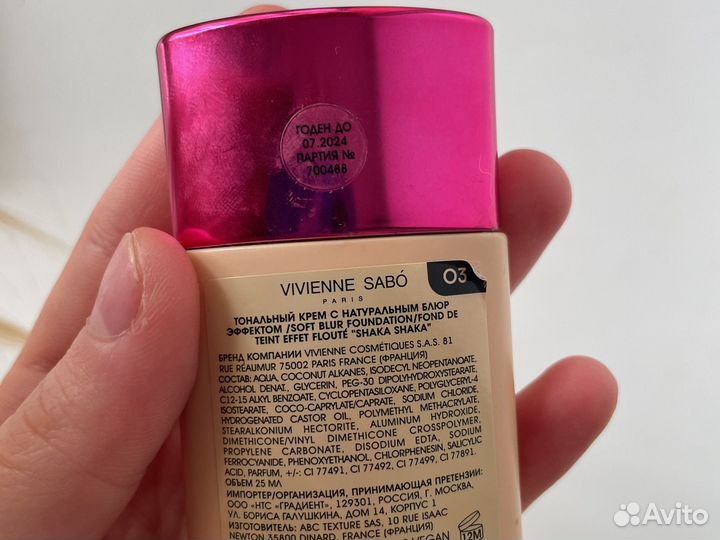 ГОДЕН ДО
07.2024
ПАРТИЯ №
700488
VIVIENNE SABÓ
PARIS
03
ТОНАЛЬНЫЙ КРЕМ С НАТУРАЛЬНЫМ БЛЮР
ЭФФЕКТОМ /SOFT BLUR FOUNDATION/FOND DE
TEINT EFFET FLOUTÉ "SHAKA SHAKA"
БРЕНД КОМПАНИИ VIVIENNE COSMÉTIQUES S.A.S. 81
RUE RÉAUMUR 75002 PARIS FRANCE (ФРАНЦИЯ)
СОСТАВ: AQUA, COCONUT ALKANES, ISODECYL NEOPENTANOATE,
ALCOHOL DENAT., GLYCERIN, PEG-30 DIPOLYHYDROXYSTEARATE,
C12-15 ALKYL BENZOATE, CYCLOPENTASILOXANE, POLYGLYCERYL-4
ISOSTEARATE, COCO-CAPRYLATE/CAPRATE, SODIUM CHLORIDE,
HYDROGENATED CASTOR OIL, POLYMETHYL METHACRYLATE,
STEARALKONIUM HECTORITE, ALUMINUM HYDROXIDE,
DIMETHICONE/VINYL DIMETHICONE CROSSPOLYMER,
PROPYLENE CARBONATE, DISODIUM EDTA, SODIUM
FERROCYANIDE, PHENOXYETHANOL, CHLORPHENESIN, SALICYLIC
ACID, PARFUM, +/-: CI 77491, CI 77492, CI 77499, CI 77891.
ОБЪЕМ 25 МЛ
ИМПОРТЕР/ОРГАНИЗАЦИЯ, ПРИНИМАЮЩАЯ ПРЕТЕНЗИИ:
ООО «НТС «ГРАДИЕНТ», 129301, РОССИЯ, Г. МОСКВА,
УЛ. БОРИСА ГАЛУШКИНА, ДОМ 14, КОРПУС 1
ИЗГОТОВИТЕЛЬ: ABC TEXTURE SAS, 10 RUE ISAAC
NEWTON 35800 DINARD, FRANCE (ФРАНЦИЯ)
VEGAN
12M
Avito